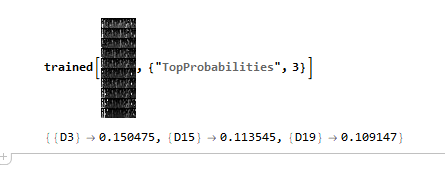 trained[, {"TopProbabilities", 3}]
{{D3} → 0.150475, {D15} → 0.113545, {D19} → 0.109147}